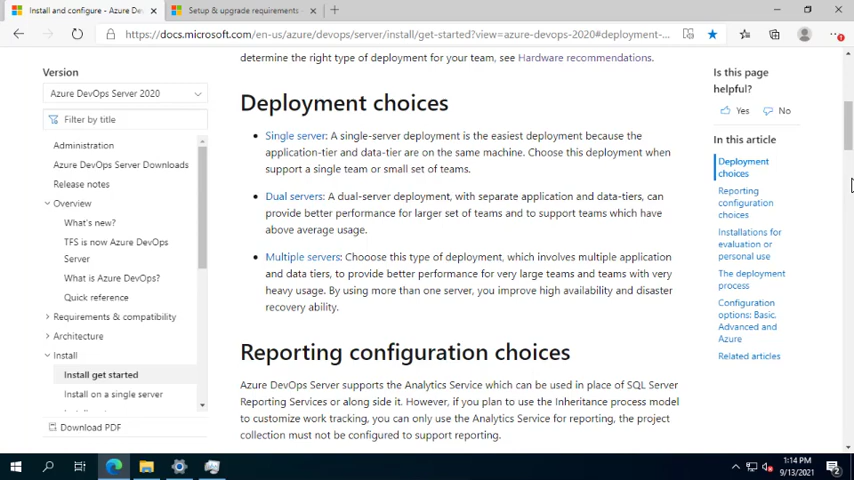 Install and configure - Azure De
Setup & upgrade requirements -
https://docs.microsoft.com/en-us/azure/devops/server/install/get-started?view=azure-devops-2020#deployment-...
Version
Azure DevOps Server 2020
Filter by title
Administration
Azure DevOps Server Downloads
Release notes
Overview
What's new?
TFS is now Azure DevOps
Server
What is Azure DevOps?
Quick reference
Requirements & compatibility
Architecture
Install
Install get started
Install on a single server
Download PDF
determine the right type of deployment for your team, see Hardware recommendations.
Deployment choices
Single server: A single-server deployment is the easiest deployment because the
application-tier and data-tier are on the same machine. Choose this deployment when
support a single team or small set of teams.
Dual servers: A dual-server deployment, with separate application and data-tiers, can
provide better performance for larger set of teams and to support teams which have
above average usage.
Multiple servers: Chooose this type of deployment, which involves multiple application
and data tiers, to provide better performance for very large teams and teams with very
heavy usage. By using more than one server, you improve high availability and disaster
recovery ability.
Reporting configuration choices
Azure DevOps Server supports the Analytics Service which can be used in place of SQL Server
Reporting Services or along side it. However, if you plan to use the Inheritance process model
to customize work tracking, you can only use the Analytics Service for reporting, the project
collection must not be configured to support reporting.
Is this page
helpful?
Yes No
In this article
Deployment
choices
Reporting
configuration
choices
Installations for
evaluation or
personal use
The deployment
process
Configuration
options: Basic,
Advanced and
Azure
Related articles
1:14 PM
9/13/2021
2